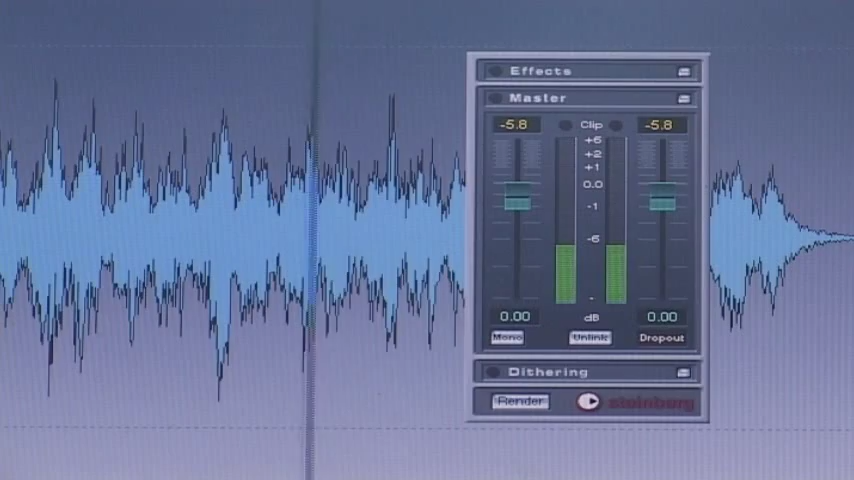 Effects
Master
-5.8 Clip -5.8
+6
+2
+1
0.0
-1
-6
-
0.00 dB 0.00
Mono Unlink Dropout
Dithering
Render steinberg